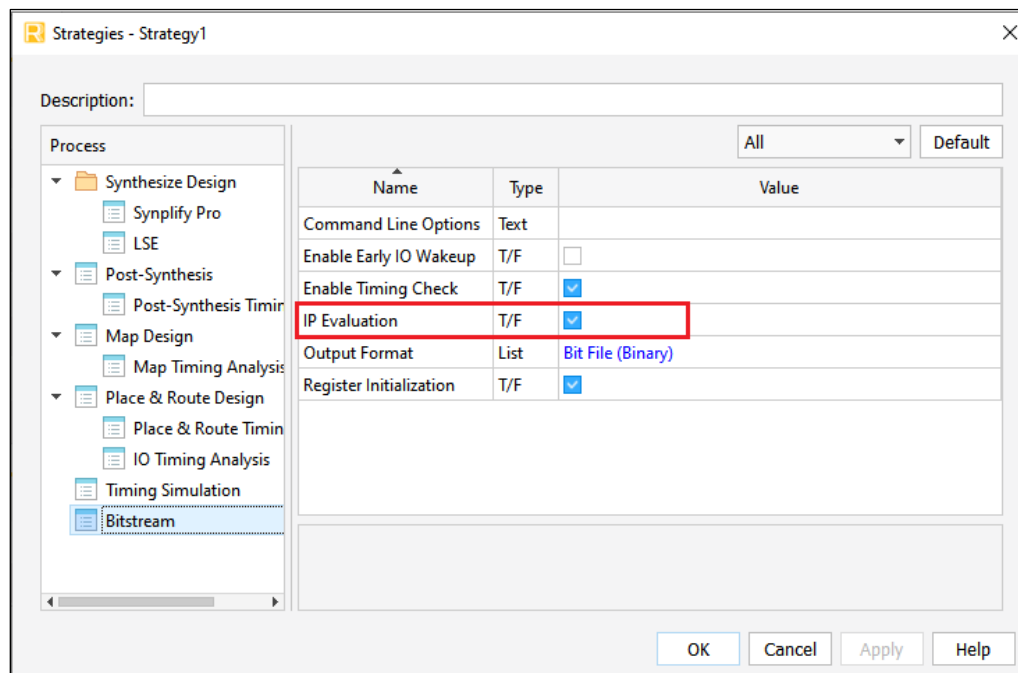 Strategies - Strategy1
Description:
Process
All
Default
Synthesize Design
Synplify Pro
LSE
Post-Synthesis
Post-Synthesis Timir
Map Design
Map Timing Analysis
Place & Route Design
Place & Route Timin
IO Timing Analysis
Timing Simulation
Bitstream
Name Type Value
Command Line Options Text
Enable Early IO Wakeup T/F
Enable Timing Check T/F
IP Evaluation T/F
Output Format List Bit File (Binary)
Register Initialization T/F
OK Cancel Apply Help